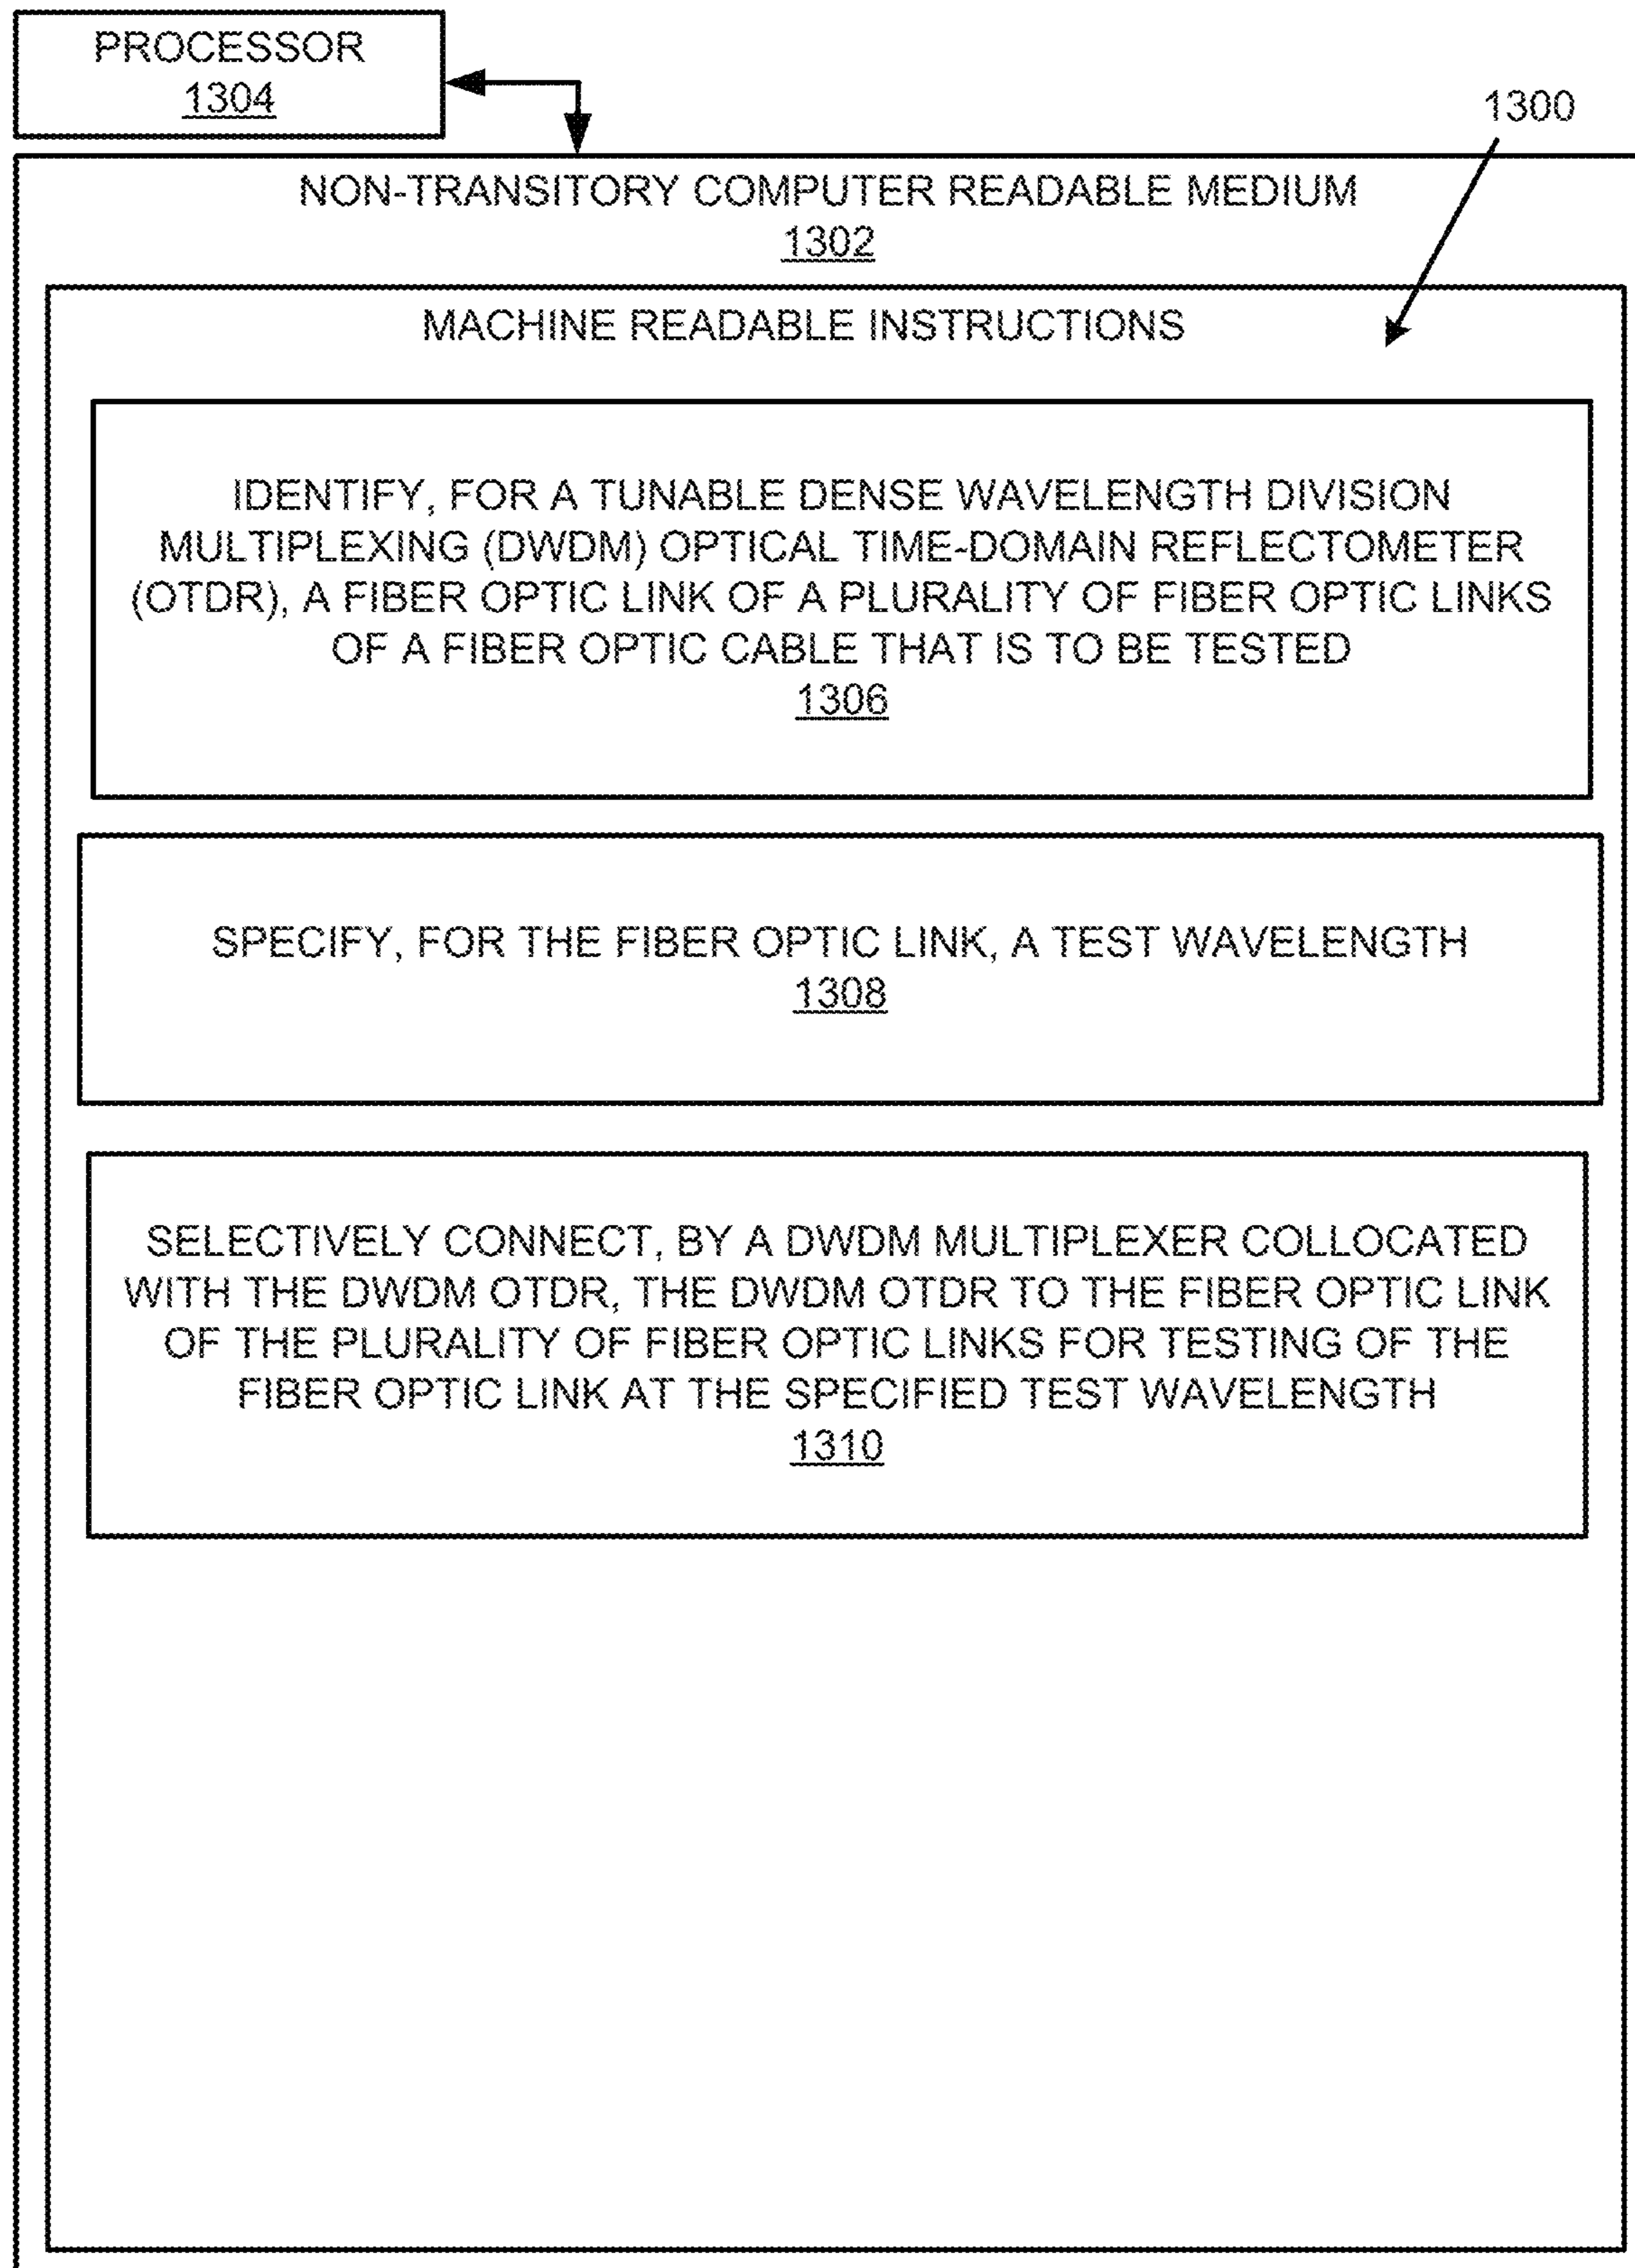 PROCESSOR
1304
1300
NON-TRANSITORY COMPUTER READABLE MEDIUM
1302
MACHINE READABLE INSTRUCTIONS
IDENTIFY, FOR A TUNABLE DENSE WAVELENGTH DIVISION
MULTIPLEXING (DWDM) OPTICAL TIME-DOMAIN REFLECTOMETER
(OTDR), A FIBER OPTIC LINK OF A PLURALITY OF FIBER OPTIC LINKS
OF A FIBER OPTIC CABLE THAT IS TO BE TESTED
1306
SPECIFY, FOR THE FIBER OPTIC LINK, A TEST WAVELENGTH
1308
SELECTIVELY CONNECT, BY A DWDM MULTIPLEXER COLLOCATED
WITH THE DWDM OTDR, THE DWDM OTDR TO THE FIBER OPTIC LINK
OF THE PLURALITY OF FIBER OPTIC LINKS FOR TESTING OF THE
FIBER OPTIC LINK AT THE SPECIFIED TEST WAVELENGTH
1310